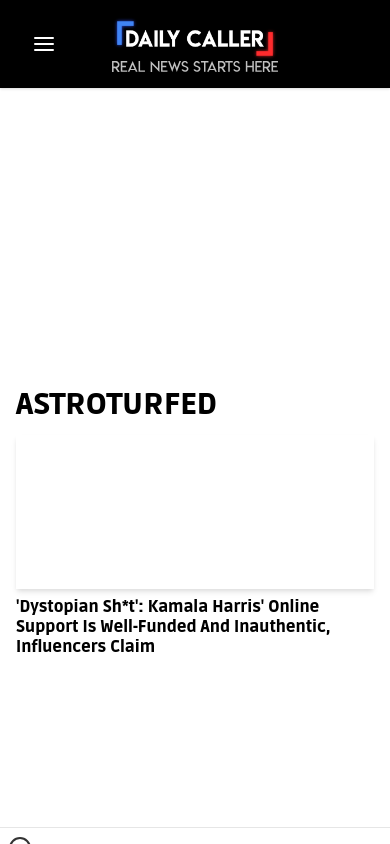 DAILY CALLER
REAL NEWS STARTS HERE
ASTROTURFED
'Dystopian Sh*t': Kamala Harris' Online
Support Is Well-Funded And Inauthentic,
Influencers Claim